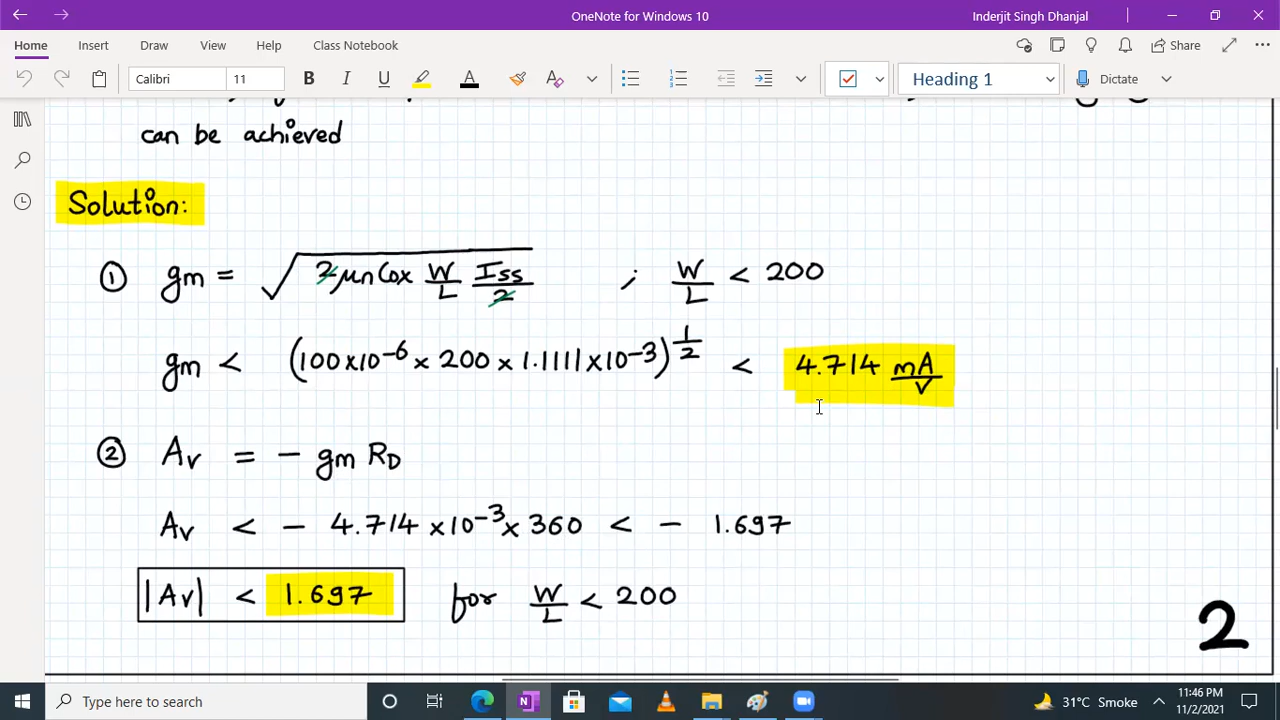 OneNote for Windows 10
Inderjit Singh Dhanjal
Home Insert Draw View Help Class Notebook
Share
Calibri 11 B I U A Heading 1 Dictate
can be achieved
Solution:
① gm = √(2μnCox W/L Iss/2) ; W/L < 200
gm < (100×10⁻⁶ × 200 × 1.1111×10⁻³)^(1/2) < 4.714 mA/V
② Av = - gm RD
Av < - 4.714 ×10⁻³× 360 < - 1.697
|Av| < 1.697 for W/L < 200
2
Type here to search
31°C Smoke
11:46 PM
11/2/2021